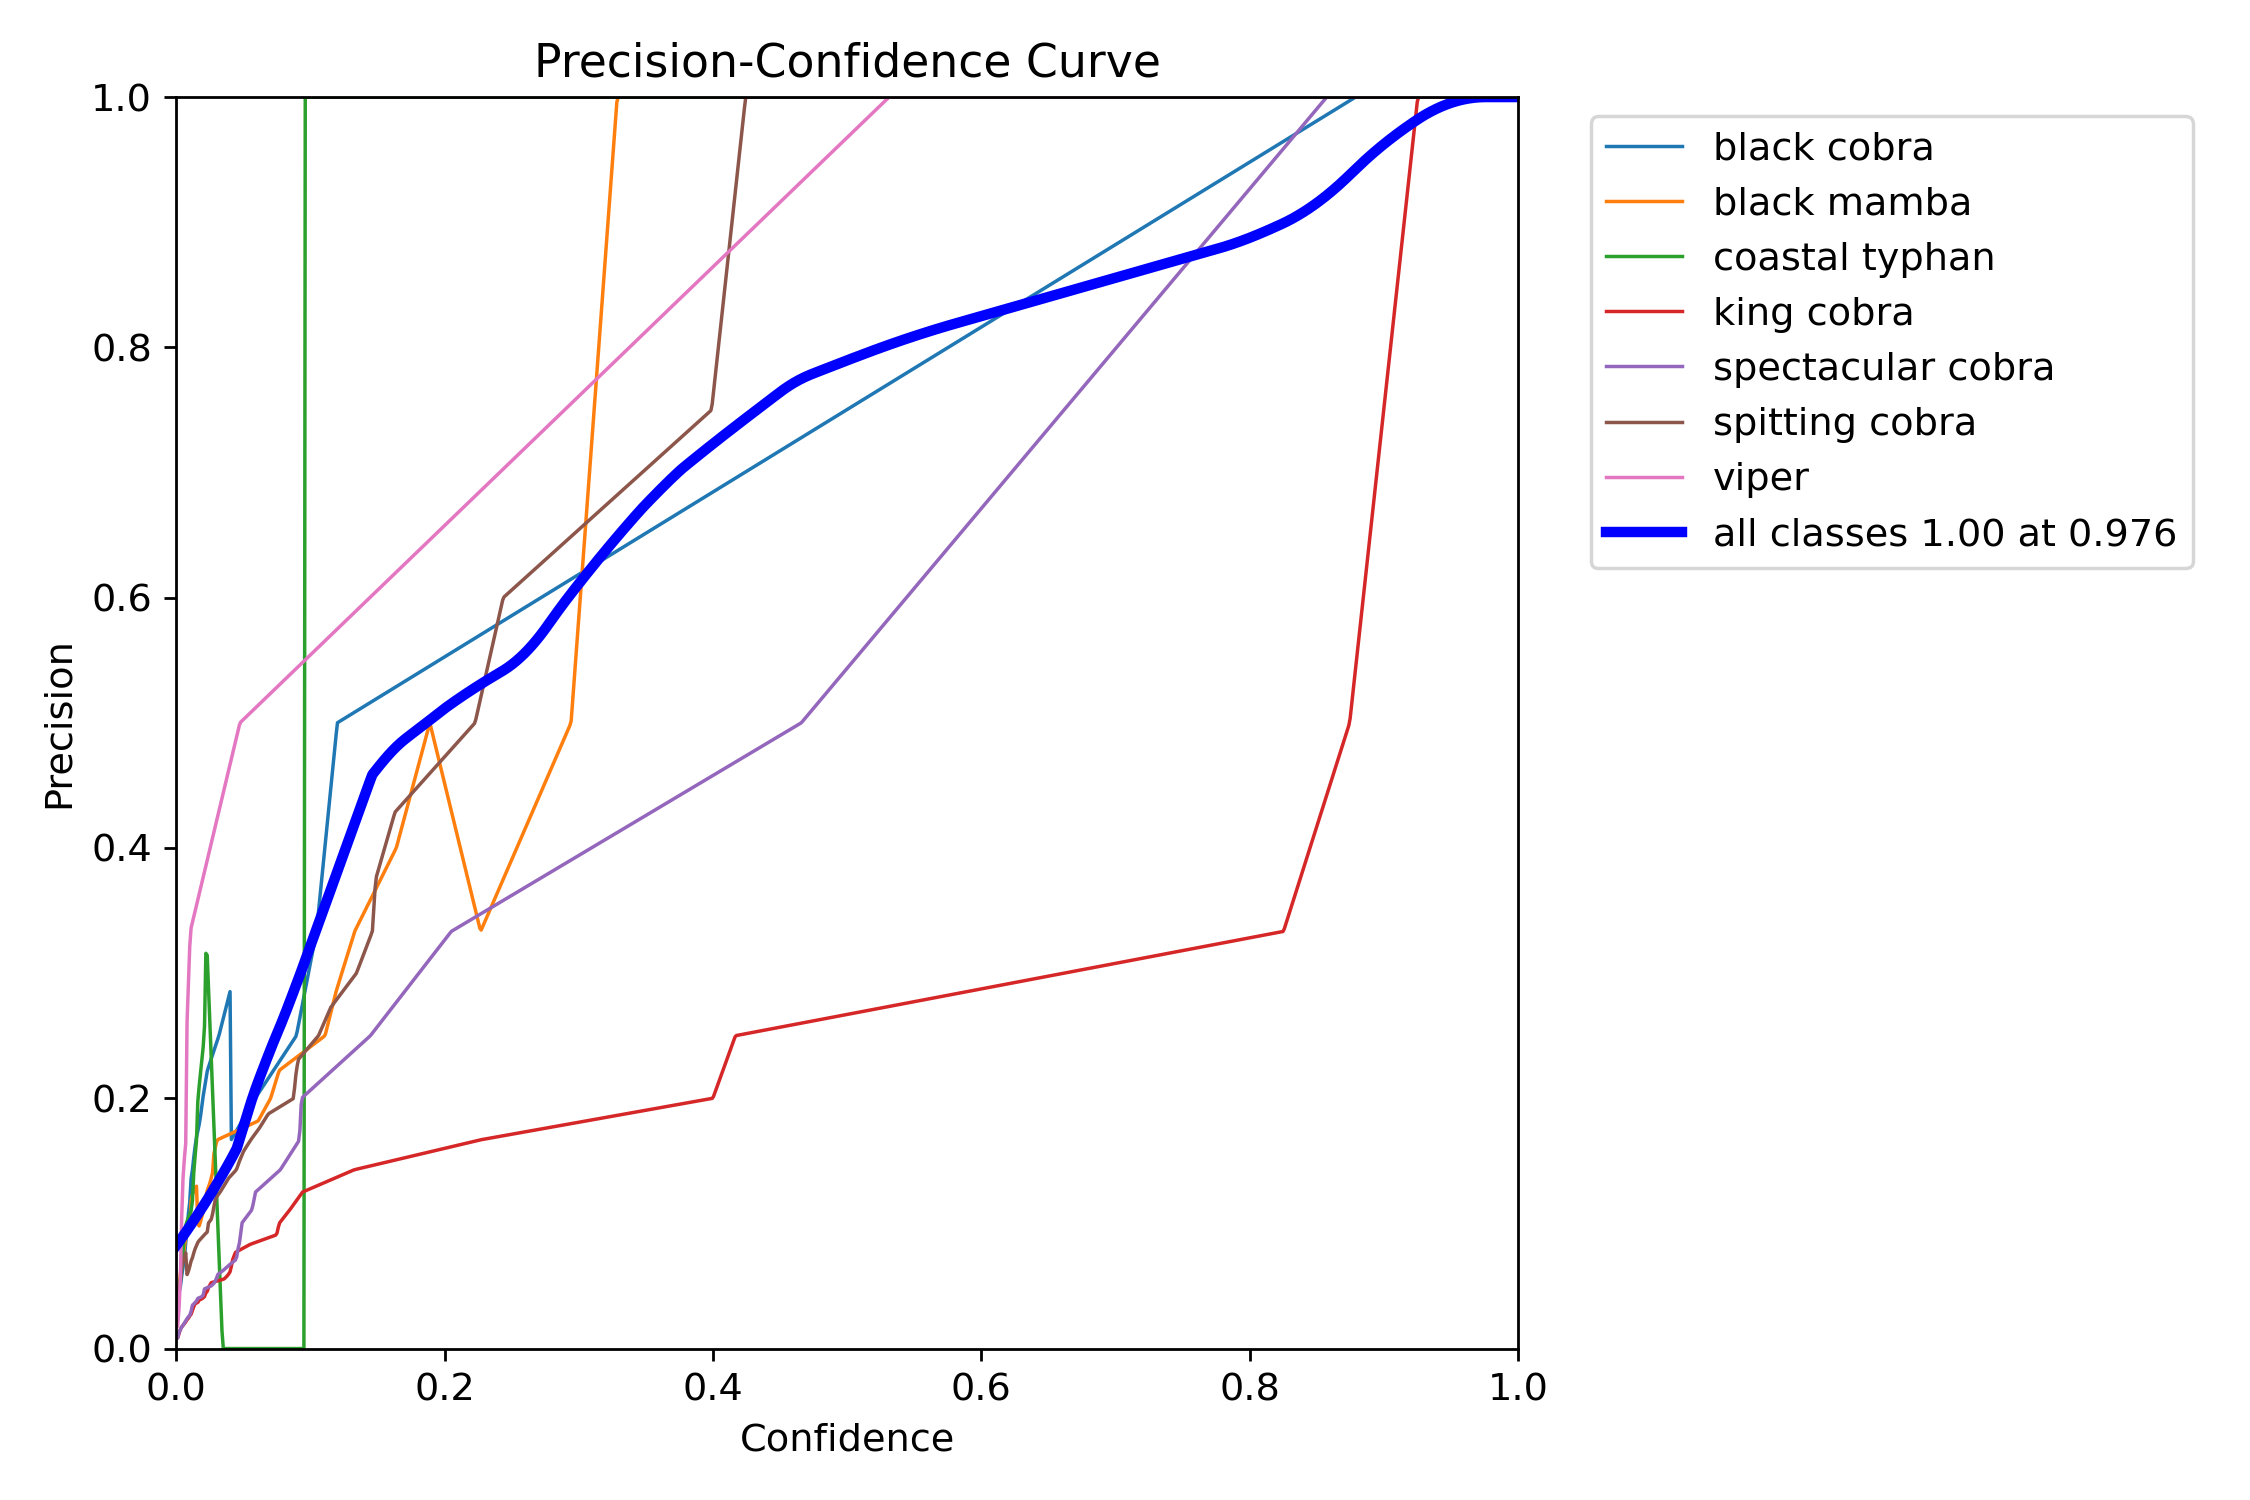 Precision-Confidence Curve
1.0
0.8
0.6
0.4
0.2
0.0
Precision
0.0 0.2 0.4 0.6 0.8 1.0
Confidence
black cobra
black mamba
coastal typhan
king cobra
spectacular cobra
spitting cobra
viper
all classes 1.00 at 0.976